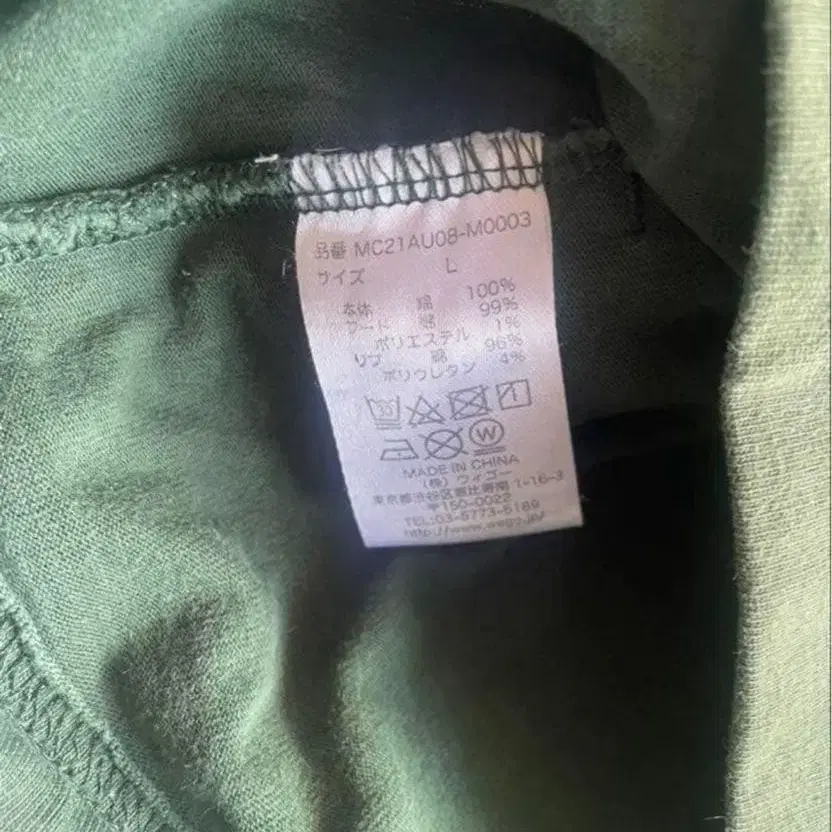 品番 MC21AU08-M0003
サイズ L
本体 綿 100%
フード 綿 99%
ポリエステル 1%
リブ 綿 96%
ポリウレタン 4%
30
W
MADE IN CHINA
(株)ウィゴー
東京都渋谷区恵比寿南 1-16-3
〒150-0022
TEL:03-5773-5189
http://www.wego.jp/